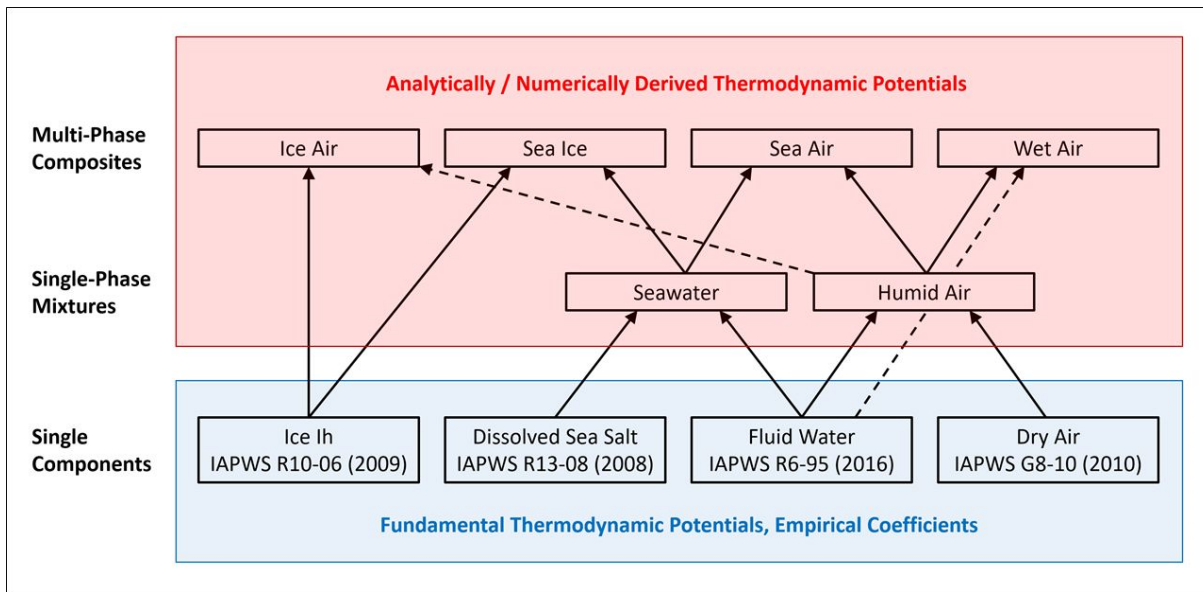 Analytically / Numerically Derived Thermodynamic Potentials
Multi-Phase
Composites
Ice Air
Sea Ice
Sea Air
Wet Air
Single-Phase
Mixtures
Seawater
Humid Air
Single
Components
Ice Ih
IAPWS R10-06 (2009)
Dissolved Sea Salt
IAPWS R13-08 (2008)
Fluid Water
IAPWS R6-95 (2016)
Dry Air
IAPWS G8-10 (2010)
Fundamental Thermodynamic Potentials, Empirical Coefficients